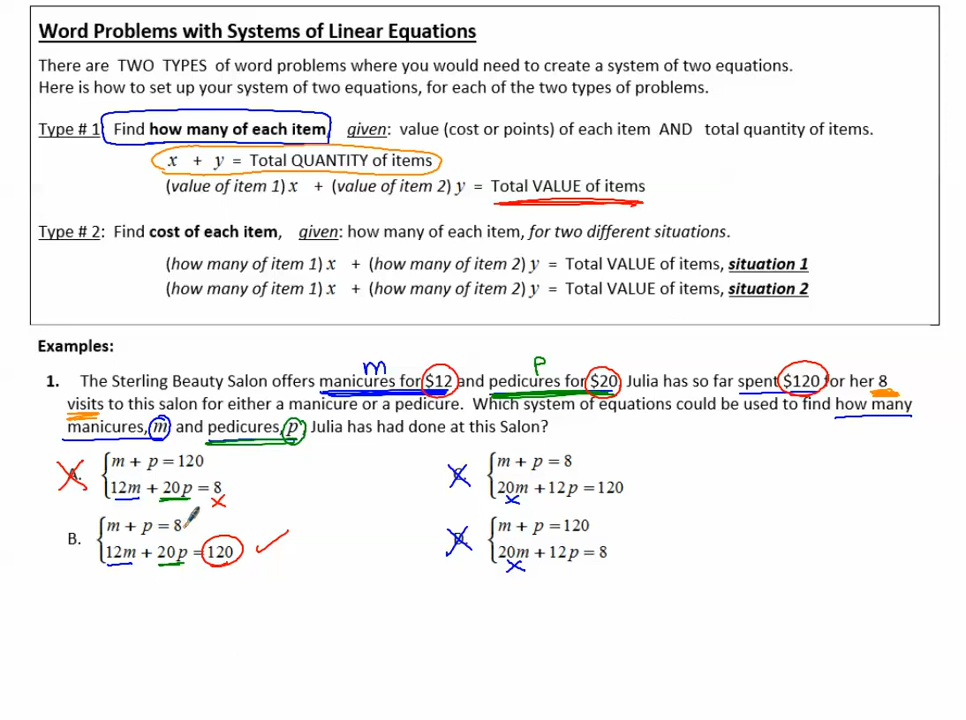 Word Problems with Systems of Linear Equations
There are TWO TYPES of word problems where you would need to create a system of two equations.
Here is how to set up your system of two equations, for each of the two types of problems.
Type # 1 Find how many of each item, given: value (cost or points) of each item AND total quantity of items.
x + y = Total QUANTITY of items
(value of item 1) x + (value of item 2) y = Total VALUE of items
Type # 2: Find cost of each item, given: how many of each item, for two different situations.
(how many of item 1) x + (how many of item 2) y = Total VALUE of items, situation 1
(how many of item 1) x + (how many of item 2) y = Total VALUE of items, situation 2
Examples:
m p
1. The Sterling Beauty Salon offers manicures for $12 and pedicures for $20. Julia has so far spent $120 for her 8
visits to this salon for either a manicure or a pedicure. Which system of equations could be used to find how many
manicures, m and pedicures, p Julia has had done at this Salon?
m + p = 120
12m + 20p = 8
B. m + p = 8
12m + 20p = 120
m + p = 8
20m + 12p = 120
m + p = 120
20m + 12p = 8